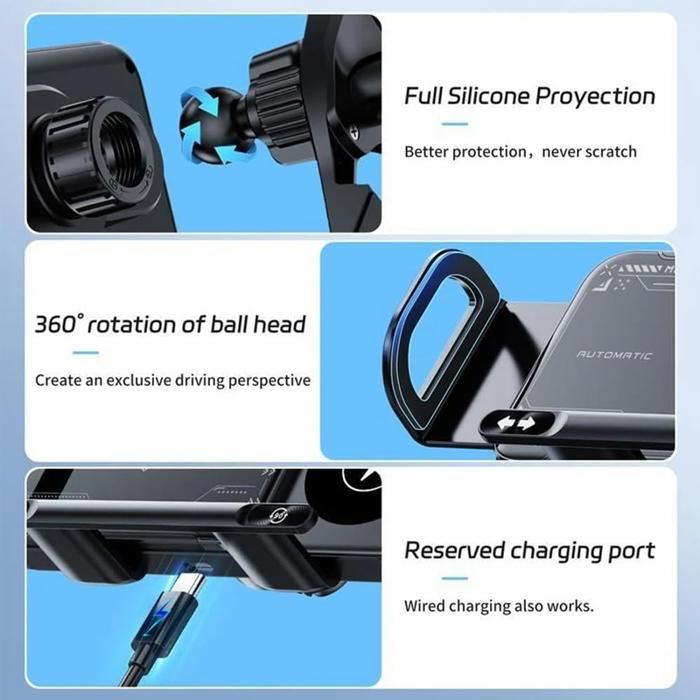 Full Silicone Proyection
Better protection, never scratch
360° rotation of ball head
Create an exclusive driving perspective
AUTOMATIC
90°
Reserved charging port
Wired charging also works.